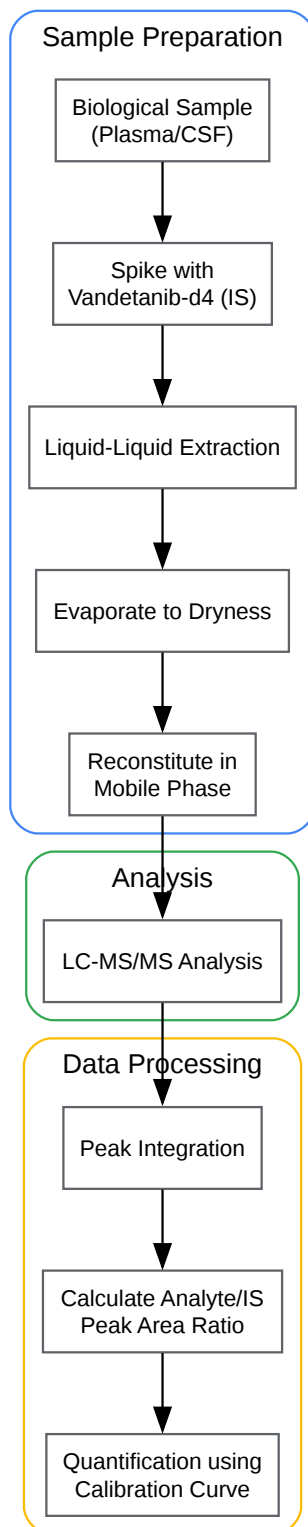 Sample Preparation
Biological Sample
(Plasma/CSF)
Spike with
Vandetanib-d4 (IS)
Liquid-Liquid Extraction
Evaporate to Dryness
Reconstitute in
Mobile Phase
Analysis
LC-MS/MS Analysis
Data Processing
Peak Integration
Calculate Analyte/IS
Peak Area Ratio
Quantification using
Calibration Curve